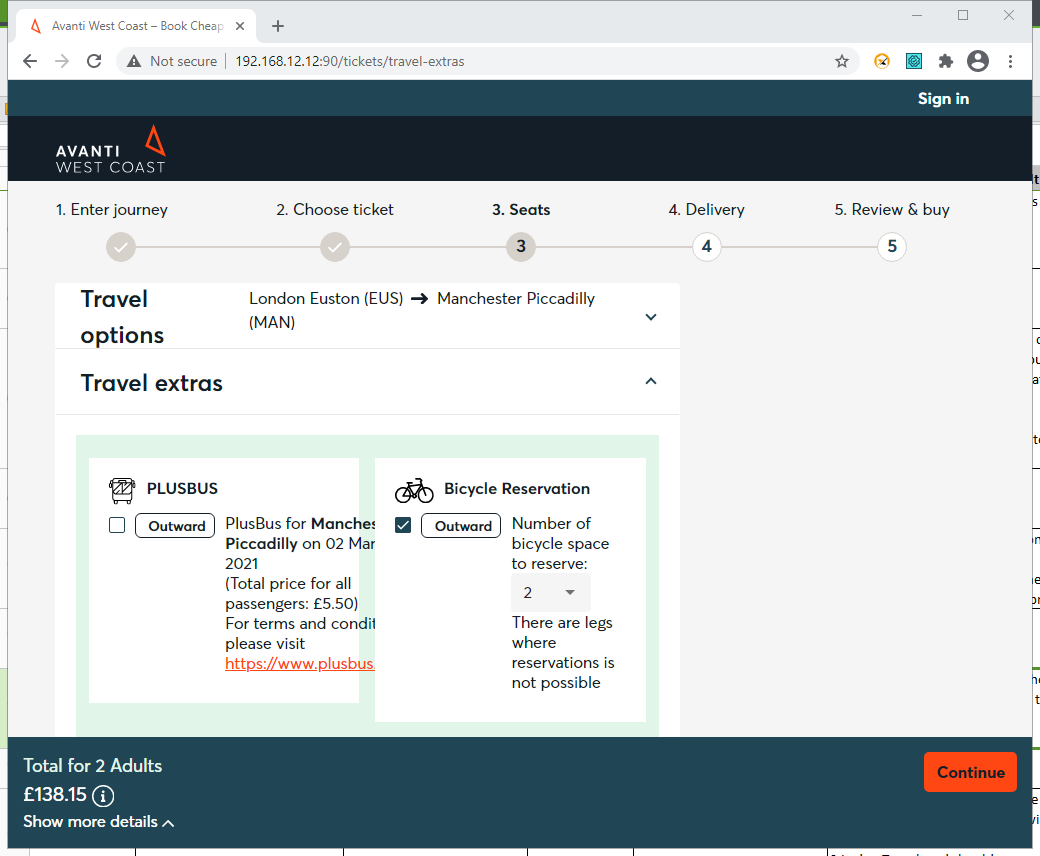 Avanti West Coast – Book Cheap
Not secure
192.168.12.12:90/tickets/travel-extras
Sign in
AVANTI
WEST COAST
1. Enter journey
2. Choose ticket
3. Seats
4. Delivery
5. Review & buy
3
4
5
Travel
options
London Euston (EUS) → Manchester Piccadilly
(MAN)
Travel extras
PLUSBUS
Outward
PlusBus for Manches
Piccadilly on 02 Mar
2021
(Total price for all
passengers: £5.50)
For terms and condit
please visit
https://www.plusbus.
Bicycle Reservation
Outward
Number of
bicycle space
to reserve:
2
There are legs
where
reservations is
not possible
Total for 2 Adults
£138.15
Show more details
Continue